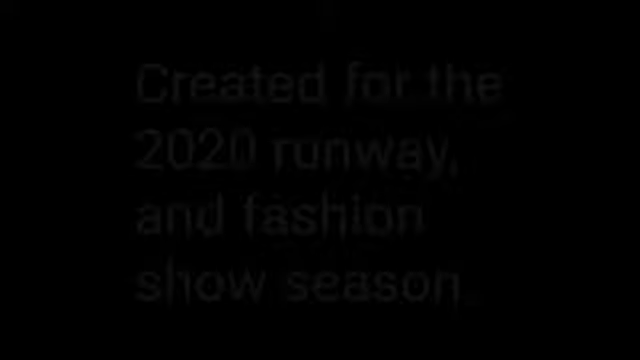 Created for the
2020 runway,
and fashion
show season.